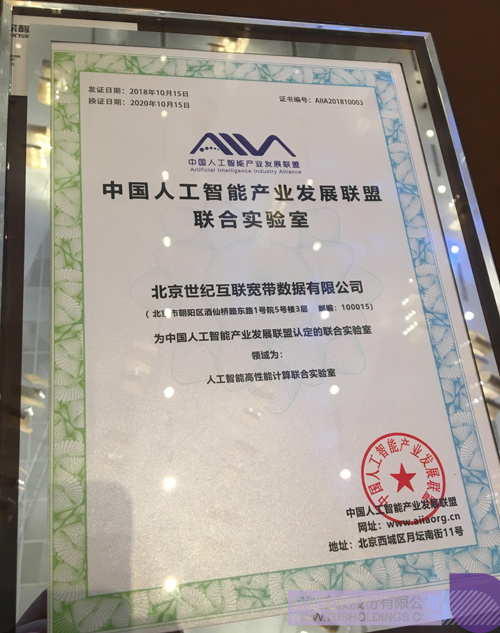 发证日期：2018年10月15日
换证日期：2020年10月15日
证书编号：AIIA201810003
AIIA
中国人工智能产业发展联盟
Artificial Intelligence Industry Alliance
中国人工智能产业发展联盟
联合实验室
北京世纪互联宽带数据有限公司
（北京市朝阳区酒仙桥路东路1号院5号楼3层 邮编：100015）
为中国人工智能产业发展联盟认定的联合实验室
领域为：
人工智能高性能计算联合实验室
中国人工智能产业发展联盟
中国人工智能产业发展联盟
网址：www.aiiaorg.cn
地址：北京西城区月坛南街11号